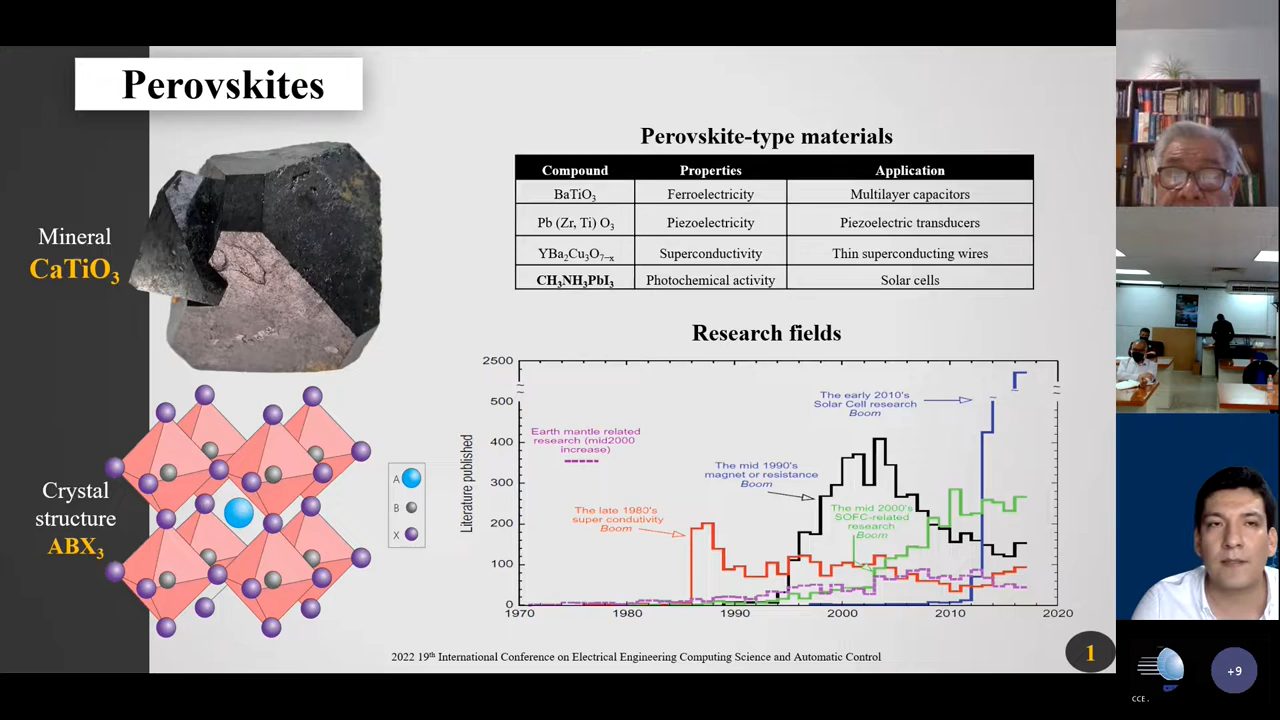 Perovskites
Mineral
CaTiO₃
Crystal
structure
ABX₃
A
B
X
Perovskite-type materials
Compound Properties Application
BaTiO₃ Ferroelectricity Multilayer capacitors
Pb (Zr, Ti) O₃ Piezoelectricity Piezoelectric transducers
YBa₂Cu₃O₇₋ₓ Superconductivity Thin superconducting wires
CH₃NH₃PbI₃ Photochemical activity Solar cells
Research fields
Literature published
2500
500
400
300
200
100
0
1970 1980 1990 2000 2010 2020
Earth mantle related
research (mid2000
increase)
The late 1980's
super condutivity
Boom
The mid 1990's
magnet or resistance
Boom
The early 2010's
Solar Cell research
Boom
The mid 2000's
SOFC-related
research
Boom
2022 19th International Conference on Electrical Engineering Computing Science and Automatic Control
1
CCE.
+9